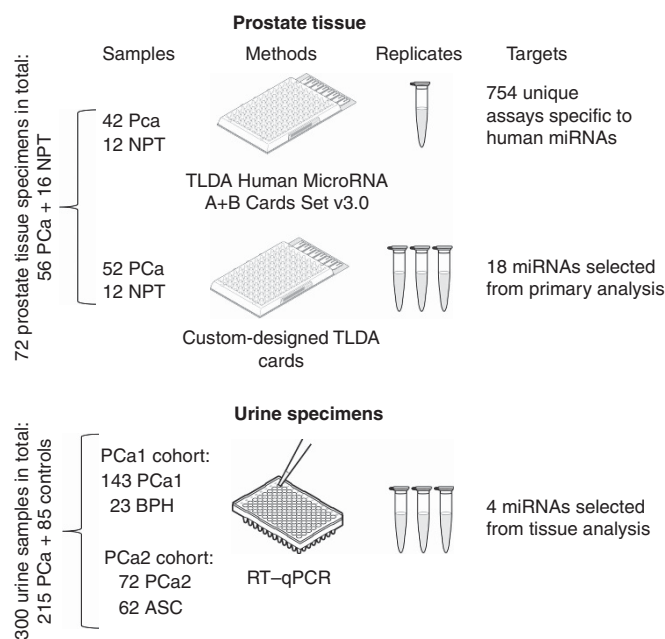 Prostate tissue
Samples
Methods
Replicates
Targets
72 prostate tissue specimens in total:
56 PCa + 16 NPT
42 Pca
12 NPT
TLDA Human MicroRNA
A+B Cards Set v3.0
754 unique
assays specific to
human miRNAs
52 PCa
12 NPT
Custom-designed TLDA
cards
18 miRNAs selected
from primary analysis
Urine specimens
300 urine samples in total:
215 PCa + 85 controls
PCa1 cohort:
143 PCa1
23 BPH
PCa2 cohort:
72 PCa2
62 ASC
RT–qPCR
4 miRNAs selected
from tissue analysis